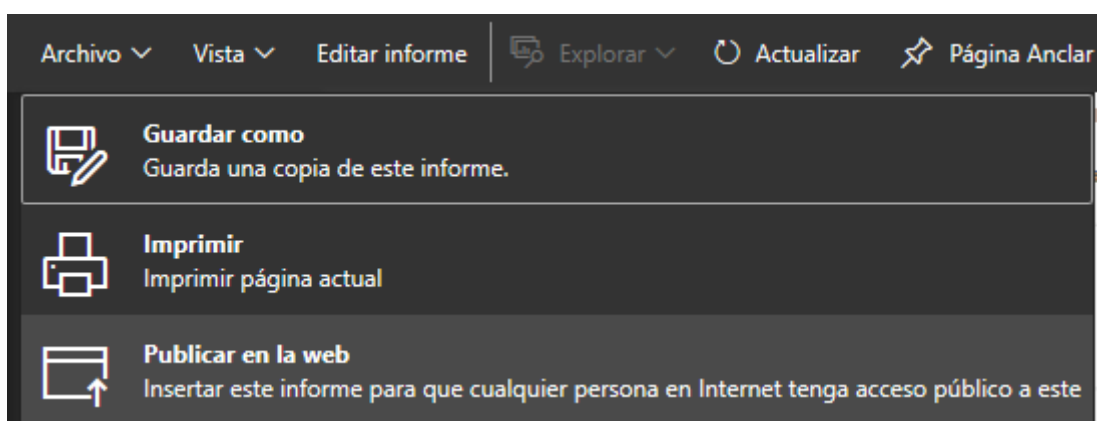 Archivo Vista Editar informe Explorar Actualizar Página Anclar
Guardar como
Guarda una copia de este informe.
Imprimir
Imprimir página actual
Publicar en la web
Insertar este informe para que cualquier persona en Internet tenga acceso público a este